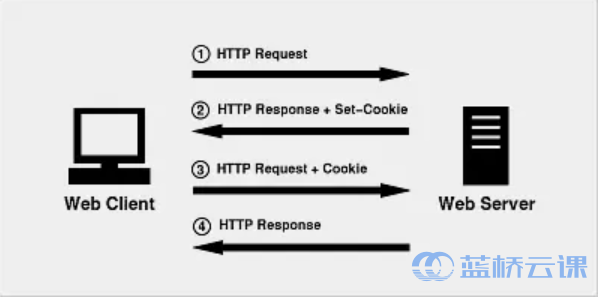 ① HTTP Request
② HTTP Response + Set-Cookie
③ HTTP Request + Cookie
Web Client
Web Server
④ HTTP Response
蓝桥云课